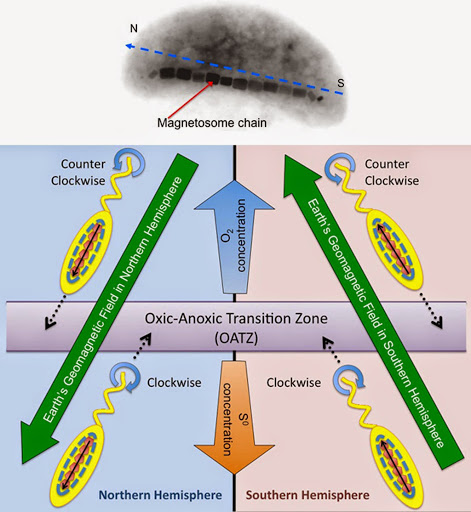 N
S
Magnetosome chain
Counter
Clockwise
Earth's Geomagnetic Field in Northern Hemisphere
O2
concentration
Earth's Geomagnetic Field in Southern Hemisphere
Counter
Clockwise
Oxic-Anoxic Transition Zone
(OATZ)
Clockwise
S0
concentration
Clockwise
Northern Hemisphere
Southern Hemisphere